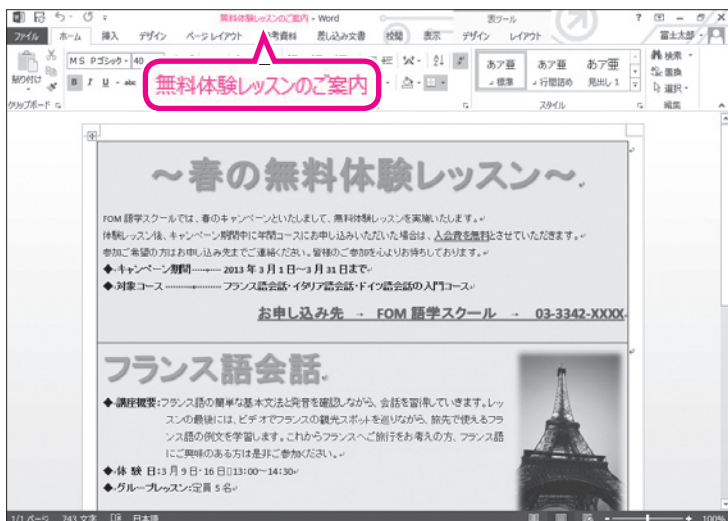 無料体験レッスンのご案内 - Word
表ツール
ファイル ホーム 挿入 デザイン ページレイアウト 参考資料 差し込み文書 校閲 表示 デザイン レイアウト 富士太郎
貼り付け
MS Pゴシック 40
B I U abc
無料体験レッスンのご案内
あア亜 あア亜 あア亜
標準 行間詰め 見出し 1
検索
置換
選択
クリップボード スタイル 編集
～春の無料体験レッスン～
FOM 語学スクールでは、春のキャンペーンといたしまして、無料体験レッスンを実施いたします。
体験レッスン後、キャンペーン期間中に年間コースにお申し込みいただいた場合は、入会費を無料とさせていただきます。
参加ご希望の方はお申し込み先までご連絡ください。皆様のご参加を心よりお待ちしております。
◆キャンペーン期間 ……… 2013 年 3 月 1 日～3 月 31 日まで
◆対象コース ……………… フランス語会話・イタリア語会話・ドイツ語会話の入門コース
お申し込み先 → FOM 語学スクール → 03-3342-XXXX
フランス語会話
◆講座概要:フランス語の簡単な基本文法と発音を確認しながら、会話を習得していきます。レッ
スンの最後には、ビデオでフランスの観光スポットを巡りながら、旅先で使えるフラ
ンス語の例文を学習します。これからフランスへご旅行をお考えの方、フランス語
にご興味のある方は是非ご参加ください。
◆体 験 日:3 月 9 日・16 日□13:00～14:30
◆グループレッスン:定員 5 名
1/1 ページ 743 文字 日本語 100%